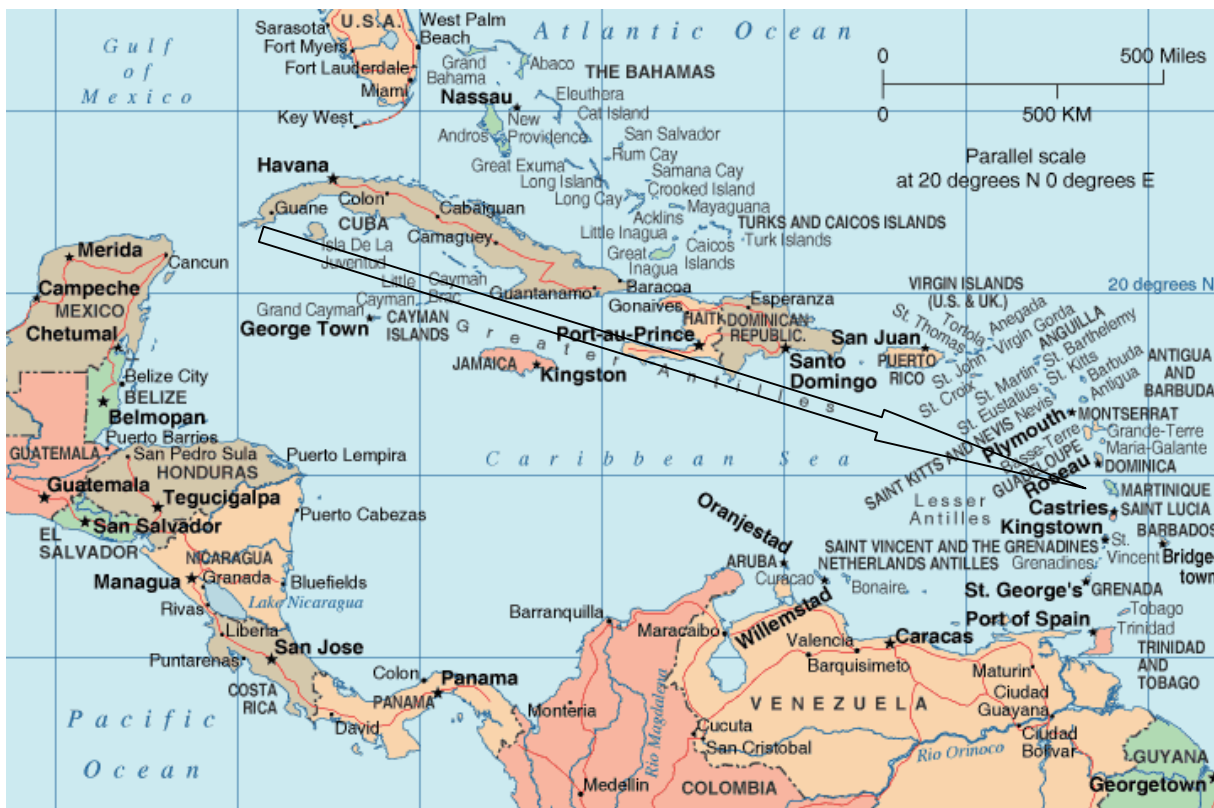 Gulf
of
Mexico
U.S.A.
Sarasota
Fort Myers
Fort Lauderdale
Miami
Key West
West Palm
Beach
Atlantic Ocean
Grand
Bahama
Abaco
THE BAHAMAS
Nassau
Eleuthera
Cat Island
New
Providence
Andros
San Salvador
Rum Cay
Great Exuma
Long Island
Samana Cay
Crooked Island
Long Cay
Mayaguana
Acklins
Little Inagua
TURKS AND CAICOS ISLANDS
Turk Islands
Caicos
Islands
Great
Inagua
0
500 Miles
0
500 KM
Parallel scale
at 20 degrees N 0 degrees E
20 degrees N
Havana
Guane
Colon
CUBA
Cabaiguan
Camaguey
Isla De La
Juventud
Little
Cayman
Cayman
Brac
Grand Cayman
George Town
CAYMAN
ISLANDS
Guantanamo
Baracoa
Gonaives
Esperanza
HAITI
DOMINICAN
REPUBLIC.
Port-au-Prince
Santo
Domingo
San Juan
PUERTO
RICO
JAMAICA
Kingston
Greater Antilles
VIRGIN ISLANDS
(U.S. & UK.)
St. Thomas
Tortola
Anegada
Virgin Gorda
St. John
St. Croix
ANGUILLA
St. Martin
St. Barthelemy
St. Eustatius
St. Kitts
Nevis
Barbuda
Antigua
ANTIGUA
AND
BARBUDA
SAINT KITTS AND NEVIS
Plymouth
MONTSERRAT
Basse-Terre
GUADELOUPE
Grande-Terre
Maria-Galante
Roseau
DOMINICA
MARTINIQUE
Castries
SAINT LUCIA
Kingstown
St.
Vincent
BARBADOS
Bridge-
town
Lesser
Antilles
SAINT VINCENT AND THE GRENADINES
Grenadines
NETHERLANDS ANTILLES
St. George's
GRENADA
Port of Spain
Tobago
Trinidad
TRINIDAD
AND
TOBAGO
Caribbean Sea
Oranjestad
ARUBA
Curacao
Bonaire
Willemstad
Merida
Cancun
Campeche
MEXICO
Chetumal
Belize City
BELIZE
Belmopan
Puerto Barrios
GUATEMALA
San Pedro Sula
Puerto Lempira
HONDURAS
Guatemala
Tegucigalpa
San Salvador
EL
SALVADOR
Puerto Cabezas
NICARAGUA
Managua
Granada
Bluefields
Lake Nicaragua
Rivas
Liberia
San Jose
Puntarenas
COSTA
RICA
Colon
Panama
PANAMA
David
Pacific
Ocean
Barranquilla
Maracaibo
Valencia
Caracas
Barquisimeto
Maturin
VENEZUELA
Ciudad
Guayana
Ciudad
Bolivar
Rio Orinoco
Monteria
Rio Magdalena
Cucuta
San Cristobal
Medellin
COLOMBIA
GUYANA
Georgetown